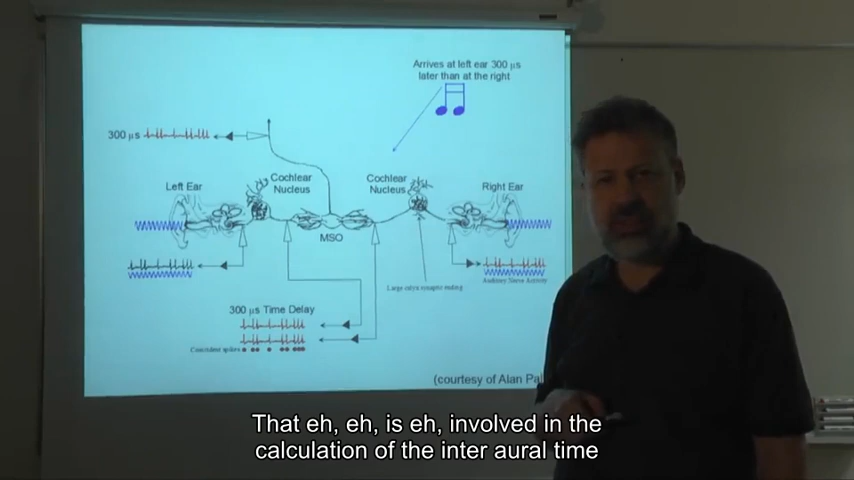 Arrives at left ear 300 µs
later than at the right
300 µs
Cochlear
Nucleus
Cochlear
Nucleus
Left Ear
Right Ear
MSO
Large extra synaptic ending
Auditory Nerve Activity
300 µs Time Delay
Coincident spikes
(courtesy of Alan Pal
That eh, eh, is eh, involved in the
calculation of the inter aural time